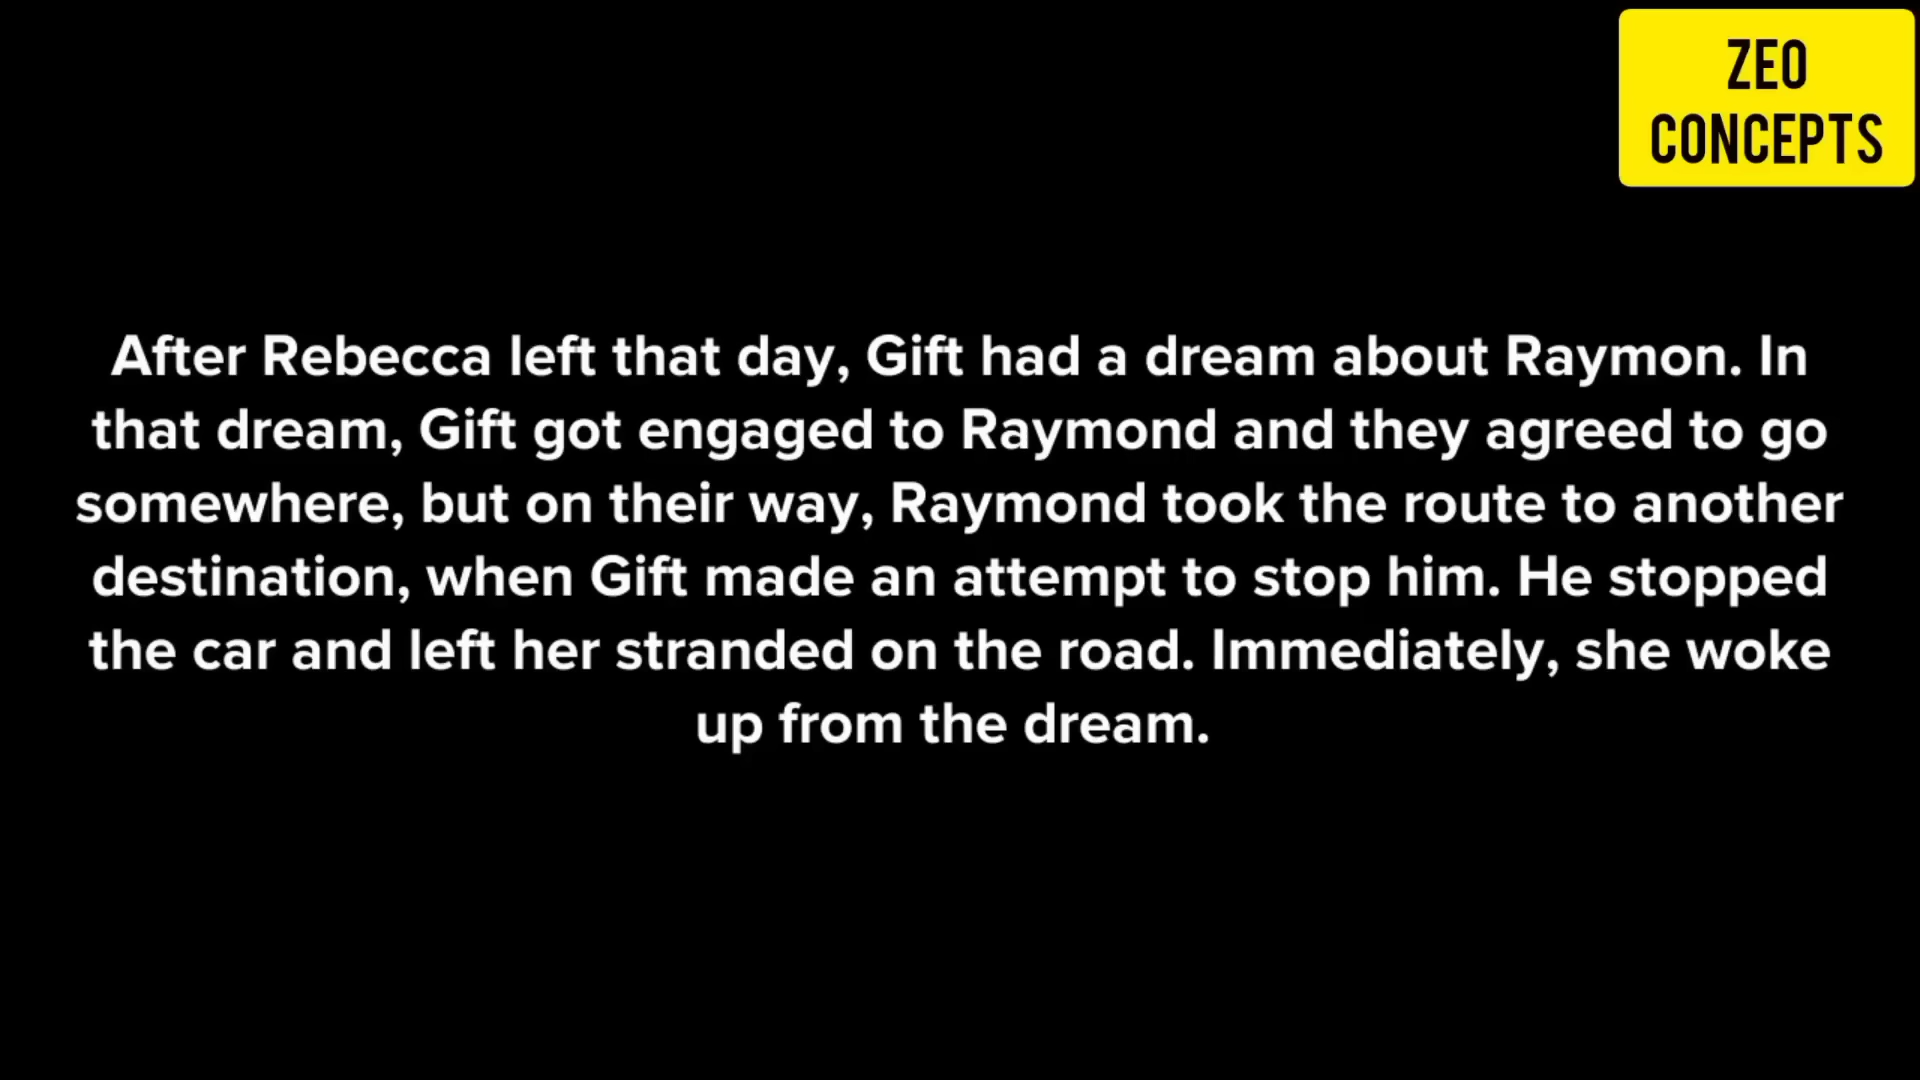 ZEO
CONCEPTS
After Rebecca left that day, Gift had a dream about Raymon. In
that dream, Gift got engaged to Raymond and they agreed to go
somewhere, but on their way, Raymond took the route to another
destination, when Gift made an attempt to stop him. He stopped
the car and left her stranded on the road. Immediately, she woke
up from the dream.